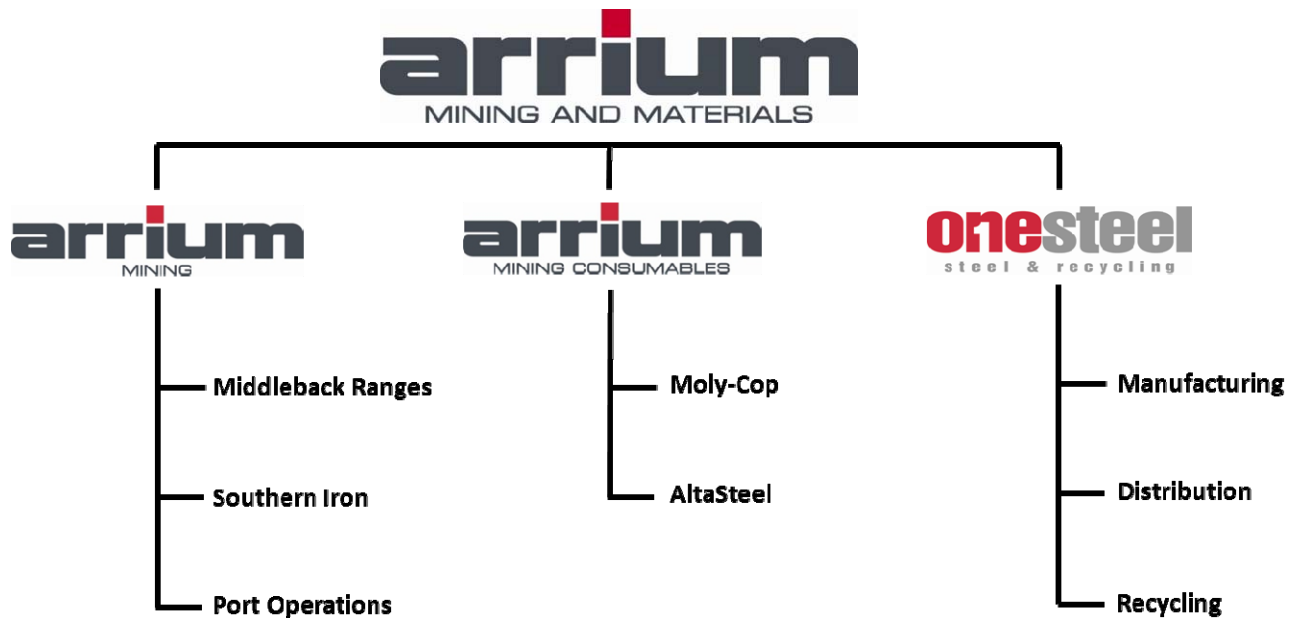 arrium
MINING AND MATERIALS
arrium
MINING
arrium
MINING CONSUMABLES
onesteel
steel & recycling
Middleback Ranges
Southern Iron
Port Operations
Moly-Cop
AltaSteel
Manufacturing
Distribution
Recycling